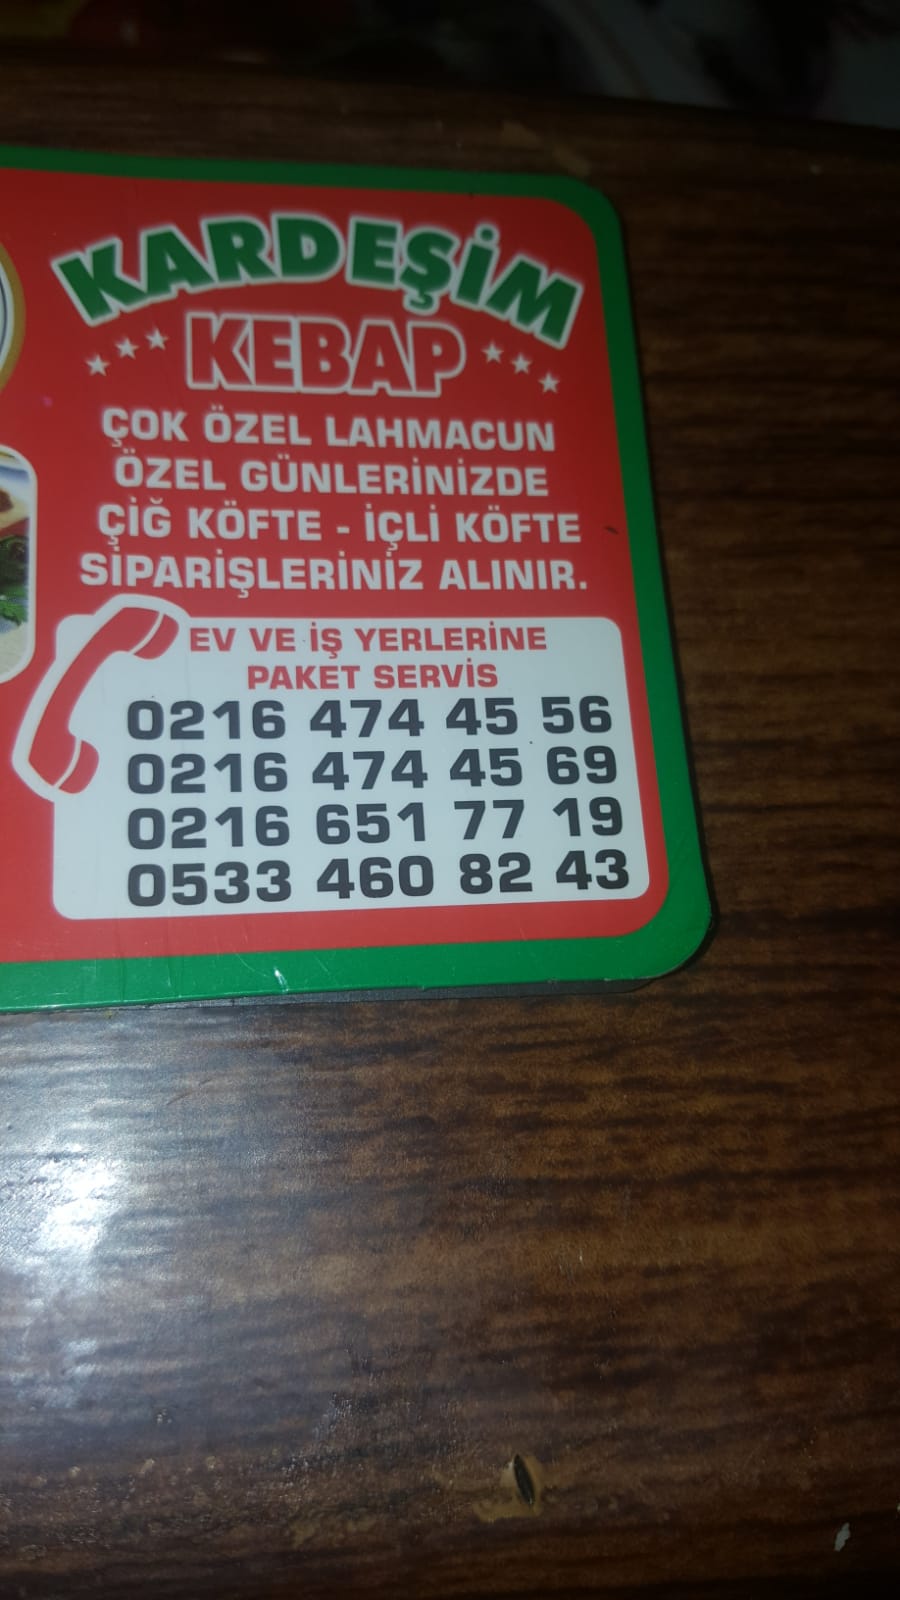 KARDEŞİM
KEBAP
ÇOK ÖZEL LAHMACUN
ÖZEL GÜNLERİNİZDE
ÇİĞ KÖFTE - İÇLİ KÖFTE
SİPARİŞLERİNİZ ALINIR.
EV VE İŞ YERLERİNE
PAKET SERVİS
0216 474 45 56
0216 474 45 69
0216 651 77 19
0533 460 82 43